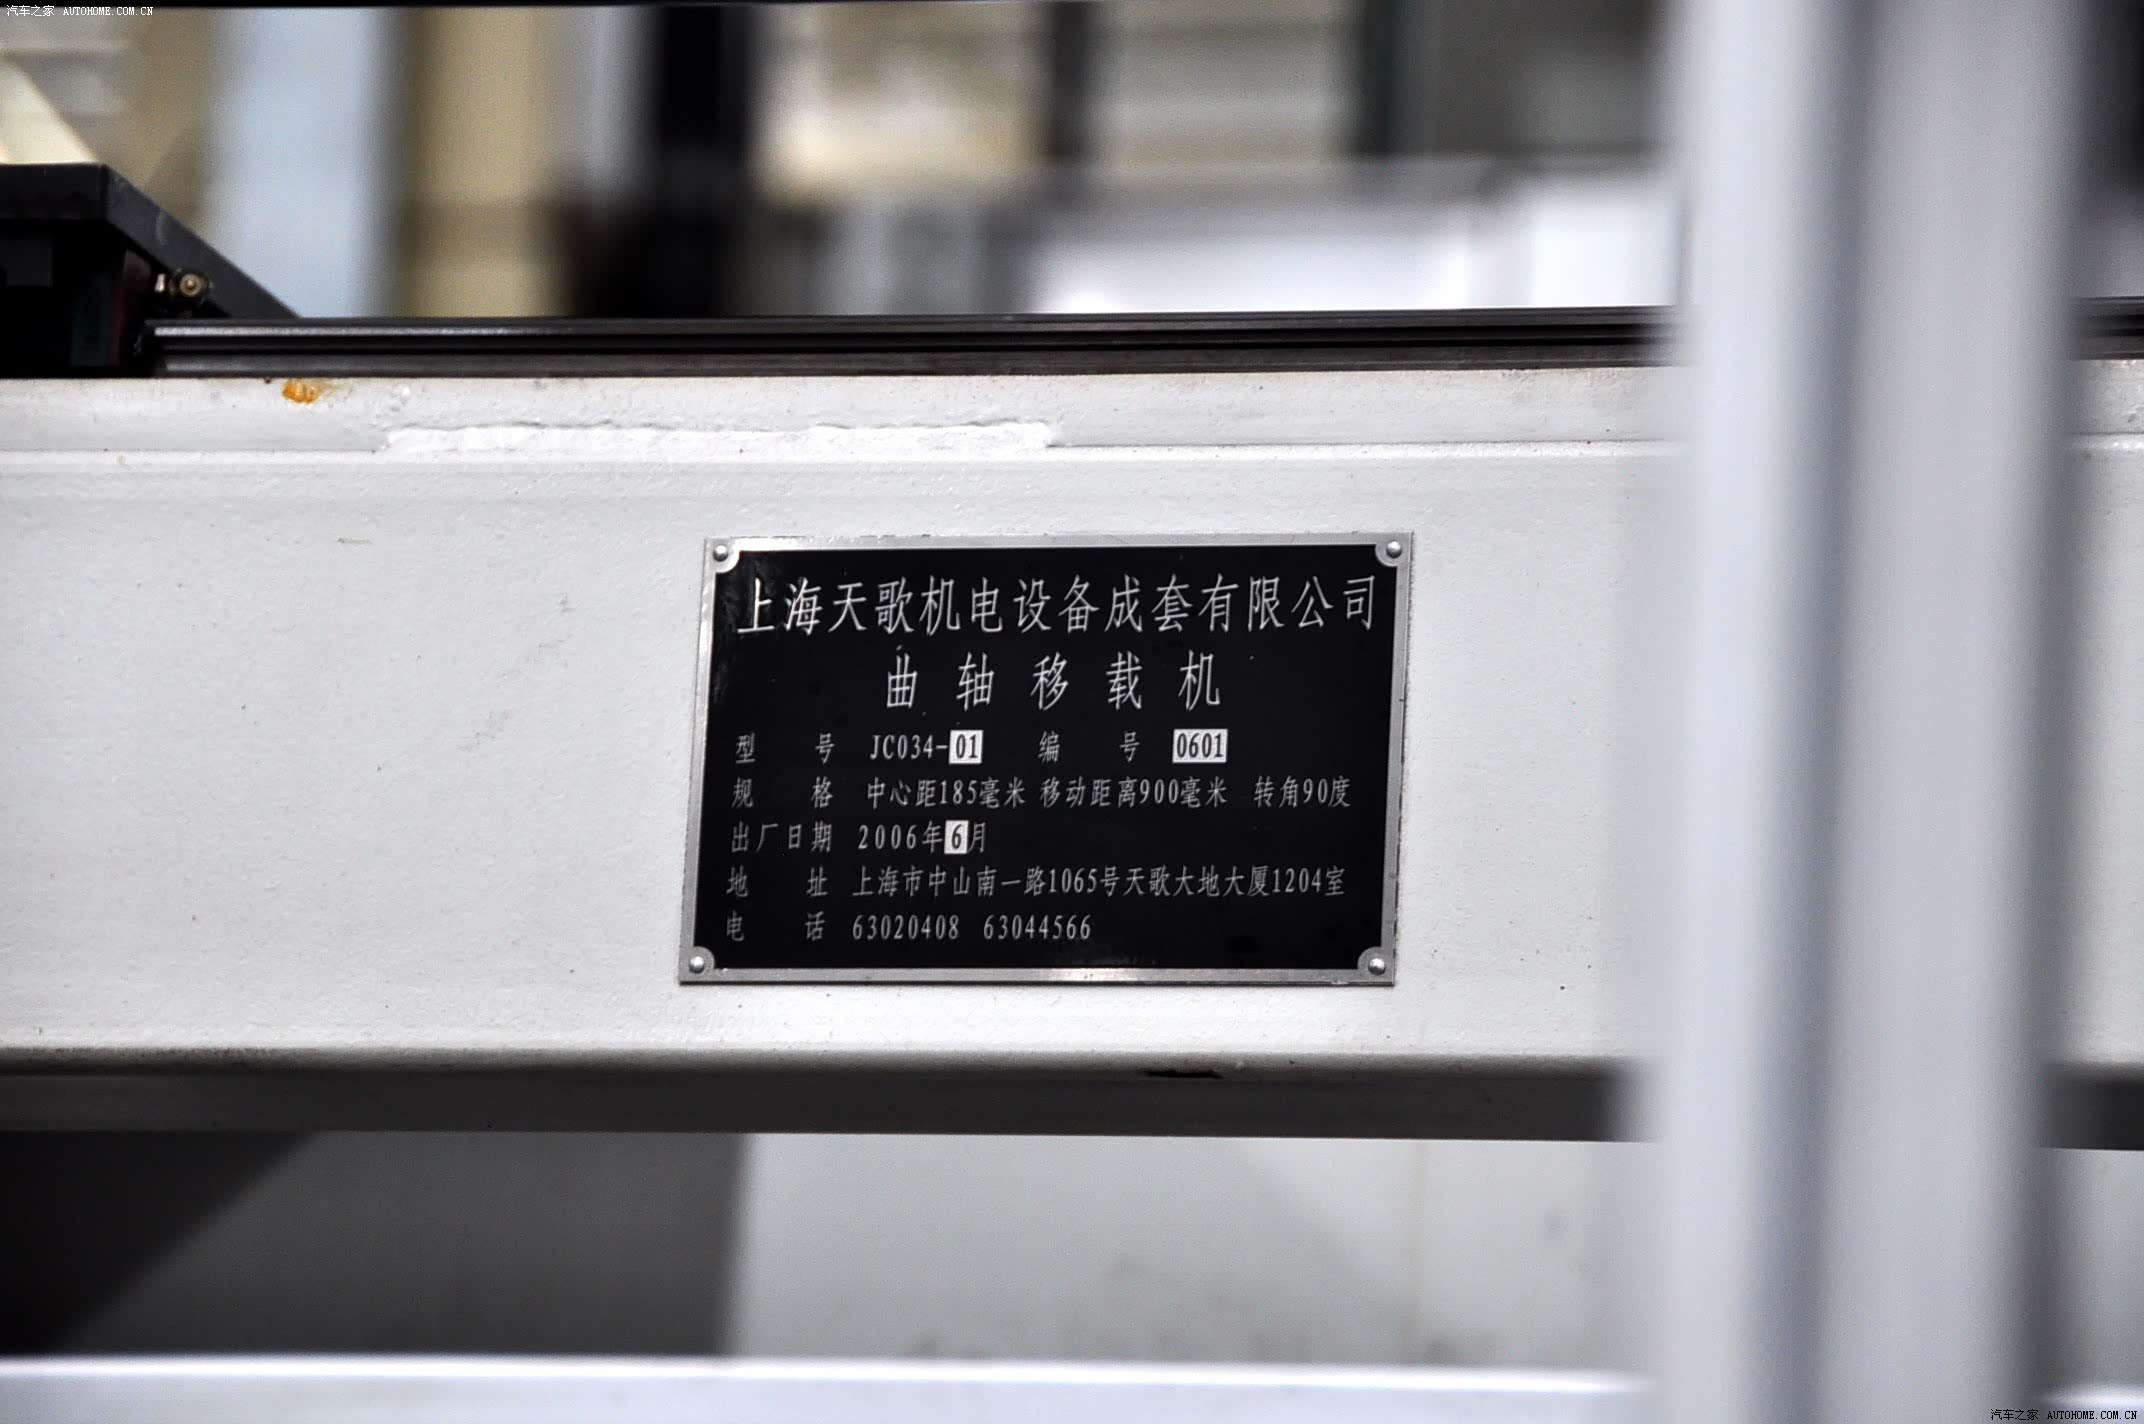 汽车之家 AUTOHOME.COM.CN
上海天歌机电设备成套有限公司
曲轴移载机
型号 JC034-01 编号 0601
规格 中心距185毫米 移动距离900毫米 转角90度
出厂日期 2006年6月
地址 上海市中山南一路1065号天歌大地大厦1204室
电话 63020408 63044566
汽车之家 AUTOHOME.COM.CN